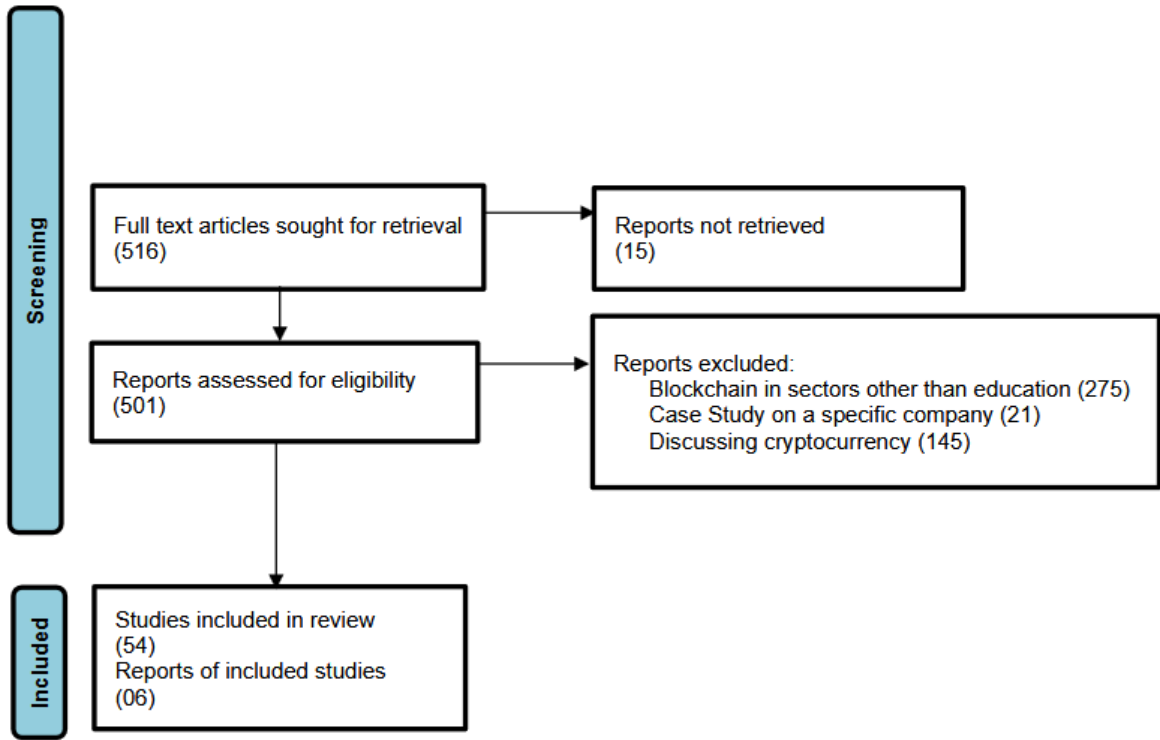 Screening
Full text articles sought for retrieval
(516)
Reports not retrieved
(15)
Reports assessed for eligibility
(501)
Reports excluded:
Blockchain in sectors other than education (275)
Case Study on a specific company (21)
Discussing cryptocurrency (145)
Included
Studies included in review
(54)
Reports of included studies
(06)